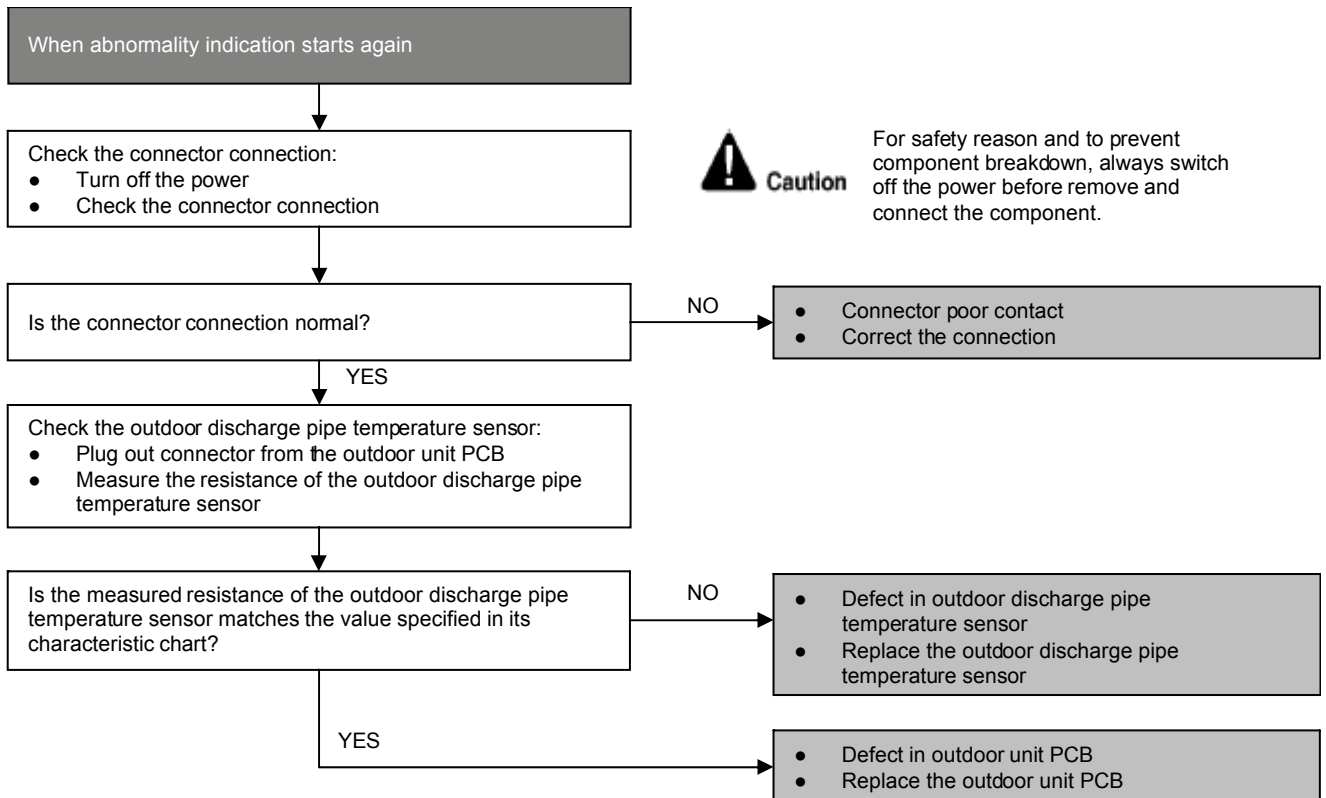 When abnormality indication starts again
Check the connector connection:
● Turn off the power
● Check the connector connection
Caution
For safety reason and to prevent
component breakdown, always switch
off the power before remove and
connect the component.
Is the connector connection normal?
NO
● Connector poor contact
● Correct the connection
YES
Check the outdoor discharge pipe temperature sensor:
● Plug out connector from the outdoor unit PCB
● Measure the resistance of the outdoor discharge pipe
temperature sensor
Is the measured resistance of the outdoor discharge pipe
temperature sensor matches the value specified in its
characteristic chart?
NO
● Defect in outdoor discharge pipe
temperature sensor
● Replace the outdoor discharge pipe
temperature sensor
YES
● Defect in outdoor unit PCB
● Replace the outdoor unit PCB